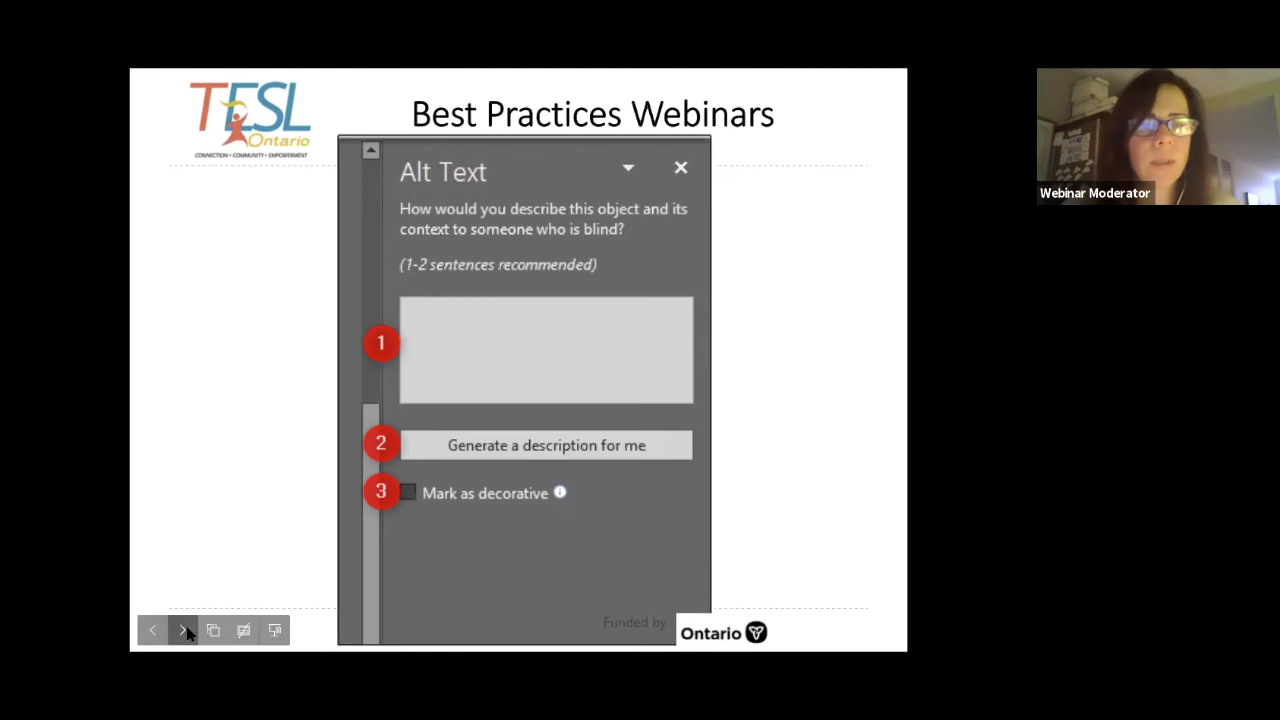 TESL
Ontario
CONNECTION • COMMUNITY • EMPOWERMENT
Best Practices Webinars
Alt Text
How would you describe this object and its
context to someone who is blind?
(1-2 sentences recommended)
1
2
Generate a description for me
3
Mark as decorative
Funded by
Ontario
Webinar Moderator